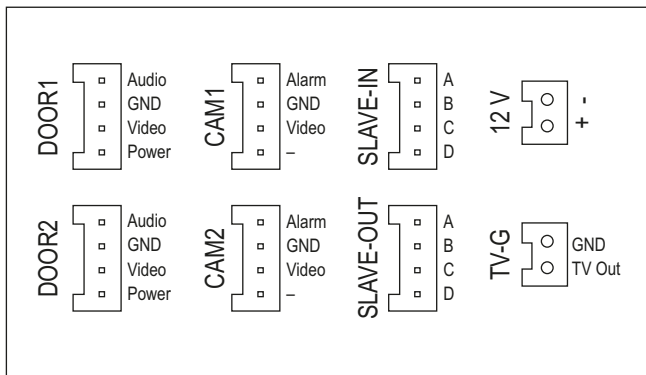 DOOR1
Audio
GND
Video
Power
CAM1
Alarm
GND
Video
–
SLAVE-IN
A
B
C
D
12 V
-
+
DOOR2
Audio
GND
Video
Power
CAM2
Alarm
GND
Video
–
SLAVE-OUT
A
B
C
D
TV-G
GND
TV Out